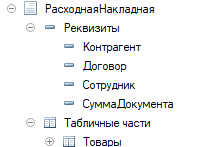 РасходнаяНакладная
Реквизиты
Контрагент
Договор
Сотрудник
СуммаДокумента
Табличные части
Товары